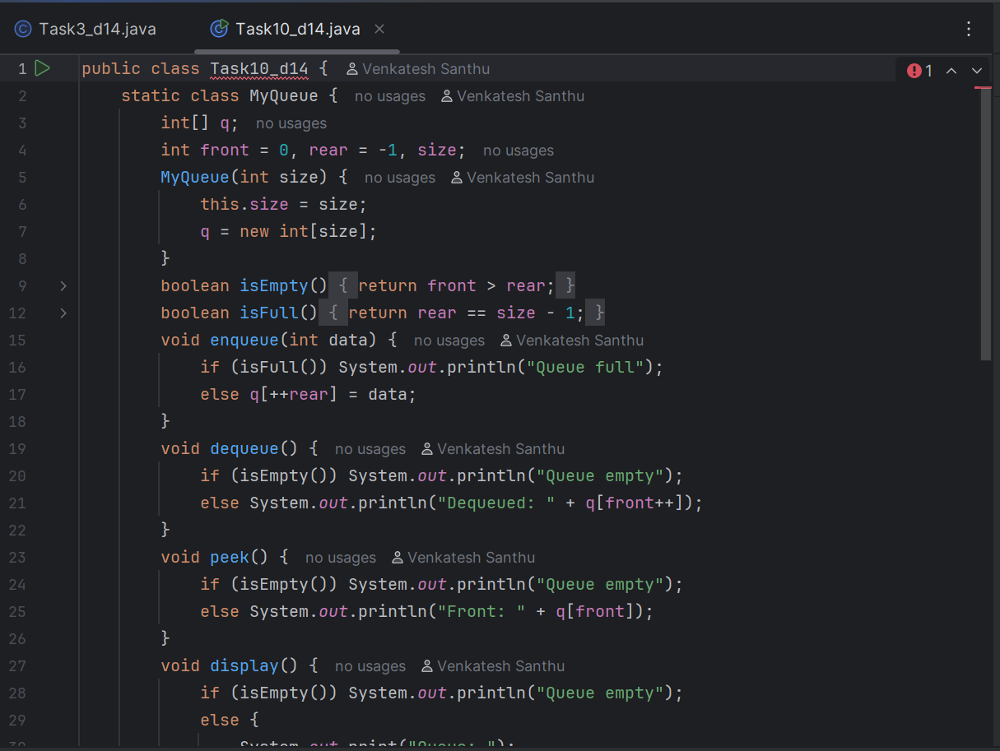 Task3_d14.java Task10_d14.java
1 public class Task10_d14 { Venkatesh Santhu 1
2 static class MyQueue { no usages Venkatesh Santhu
3 int[] q; no usages
4 int front = 0, rear = -1, size; no usages
5 MyQueue(int size) { no usages Venkatesh Santhu
6 this.size = size;
7 q = new int[size];
8 }
9 boolean isEmpty() { return front > rear; }
12 boolean isFull() { return rear == size - 1; }
15 void enqueue(int data) { no usages Venkatesh Santhu
16 if (isFull()) System.out.println("Queue full");
17 else q[++rear] = data;
18 }
19 void dequeue() { no usages Venkatesh Santhu
20 if (isEmpty()) System.out.println("Queue empty");
21 else System.out.println("Dequeued: " + q[front++]);
22 }
23 void peek() { no usages Venkatesh Santhu
24 if (isEmpty()) System.out.println("Queue empty");
25 else System.out.println("Front: " + q[front]);
26 }
27 void display() { no usages Venkatesh Santhu
28 if (isEmpty()) System.out.println("Queue empty");
29 else {
30 System.out.print("Queue: ");